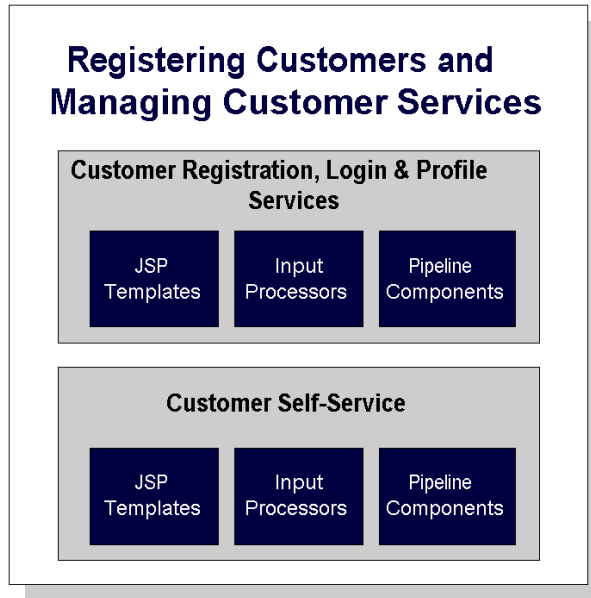 Registering Customers and
Managing Customer Services
Customer Registration, Login & Profile
Services
JSP
Templates
Input
Processors
Pipeline
Components
Customer Self-Service
JSP
Templates
Input
Processors
Pipeline
Components